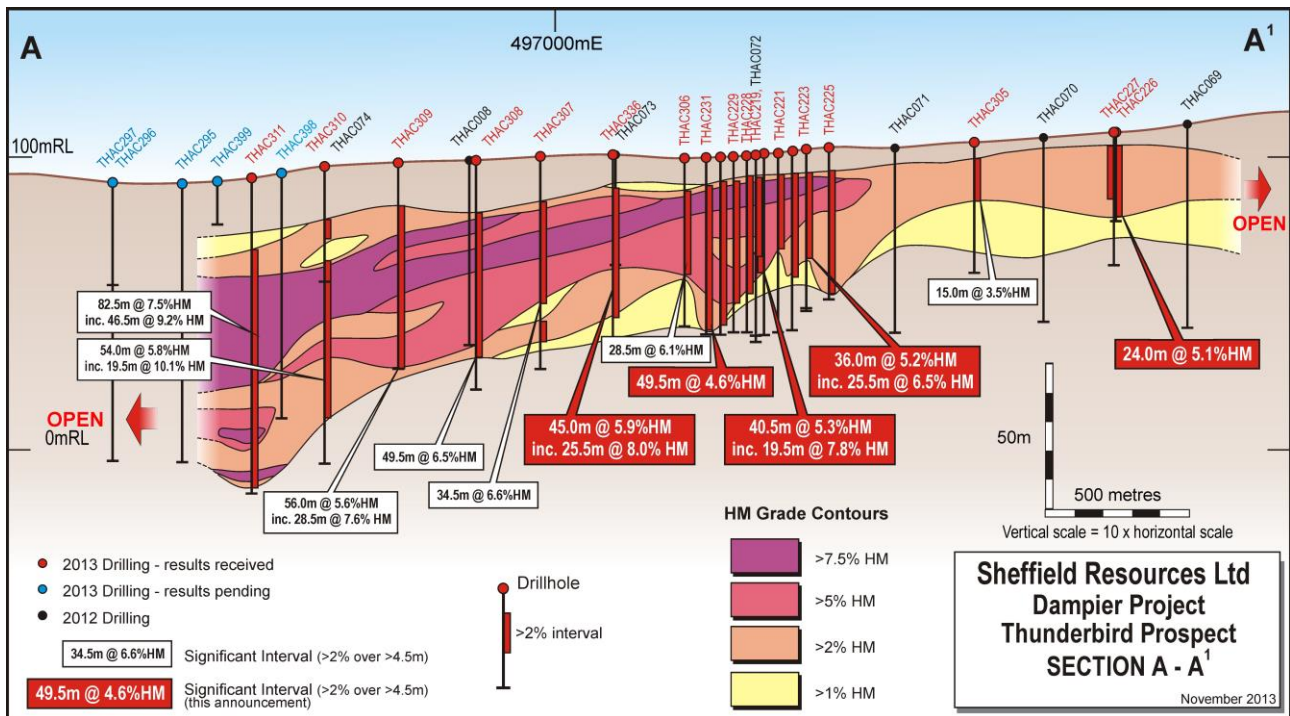 A
497000mE
A1
THAC297
THAC296
THAC295
THAC399
THAC311
THAC398
THAC310
THAC074
THAC309
THAC008
THAC308
THAC307
THAC336
THAC073
THAC306
THAC231
THAC229
THAC228
THAC219, THAC072
THAC221
THAC223
THAC225
THAC071
THAC305
THAC070
THAC227
THAC226
THAC069
100mRL
OPEN
82.5m @ 7.5%HM
inc. 46.5m @ 9.2% HM
54.0m @ 5.8%HM
inc. 19.5m @ 10.1% HM
OPEN
0mRL
56.0m @ 5.6%HM
inc. 28.5m @ 7.6% HM
49.5m @ 6.5%HM
34.5m @ 6.6%HM
45.0m @ 5.9%HM
inc. 25.5m @ 8.0% HM
28.5m @ 6.1%HM
49.5m @ 4.6%HM
40.5m @ 5.3%HM
inc. 19.5m @ 7.8% HM
36.0m @ 5.2%HM
inc. 25.5m @ 6.5% HM
15.0m @ 3.5%HM
24.0m @ 5.1%HM
50m
500 metres
Vertical scale = 10 x horizontal scale
2013 Drilling - results received
2013 Drilling - results pending
2012 Drilling
34.5m @ 6.6%HM
Significant Interval (>2% over >4.5m)
49.5m @ 4.6%HM
Significant Interval (>2% over >4.5m)
(this announcement)
Drillhole
>2% interval
HM Grade Contours
>7.5% HM
>5% HM
>2% HM
>1% HM
Sheffield Resources Ltd
Dampier Project
Thunderbird Prospect
SECTION A - A1
November 2013